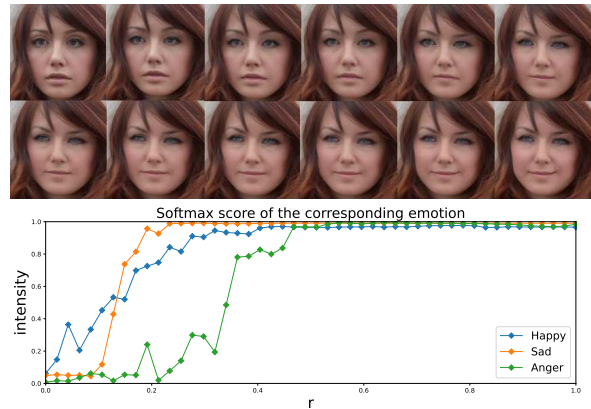 Softmax score of the corresponding emotion
1.0
0.8
0.6
0.4
0.2
0.0
intensity
Happy
Sad
Anger
0.0 0.2 0.4 0.6 0.8 1.0
r